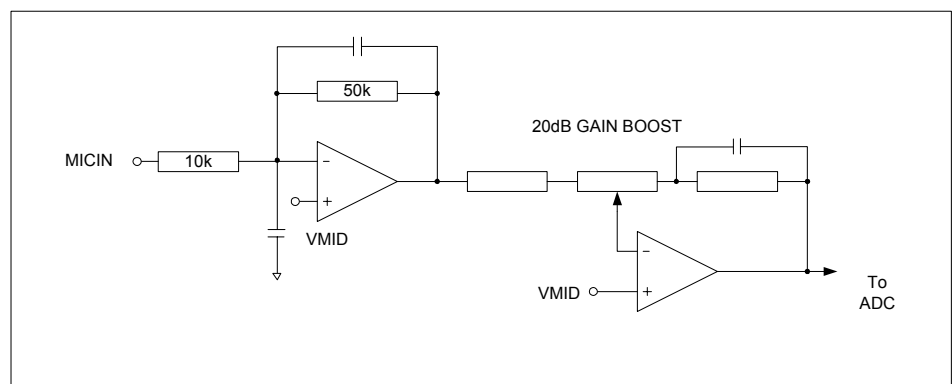 50k
20dB GAIN BOOST
MICIN
10k
−
+
VMID
−
VMID
+
To
ADC